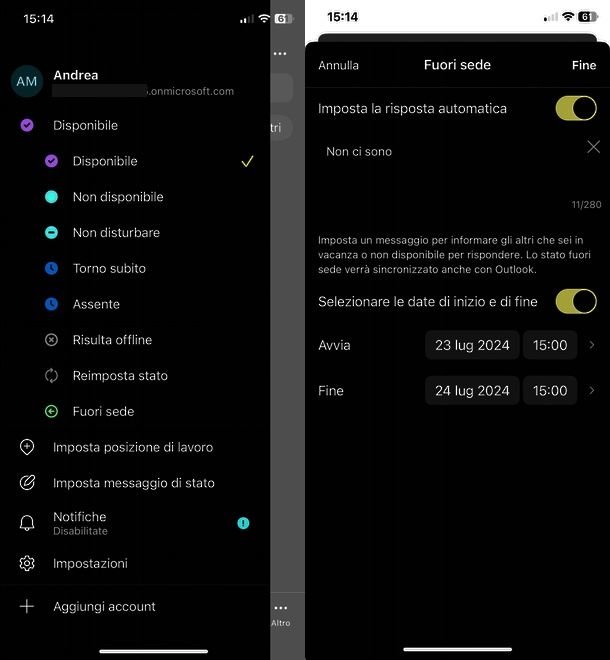 15:14
61
Andrea
AM
.onmicrosoft.com
Disponibile
Disponibile
Non disponibile
Non disturbare
Torno subito
Assente
Risulta offline
Reimposta stato
Fuori sede
Imposta posizione di lavoro
Imposta messaggio di stato
Notifiche
Disabilitate
Impostazioni
Aggiungi account
tri
Altro
15:14
61
Annulla
Fuori sede
Fine
Imposta la risposta automatica
Non ci sono
11/280
Imposta un messaggio per informare gli altri che sei in
vacanza o non disponibile per rispondere. Lo stato fuori
sede verrà sincronizzato anche con Outlook.
Selezionare le date di inizio e di fine
Avvia 23 lug 2024 15:00
Fine 24 lug 2024 15:00